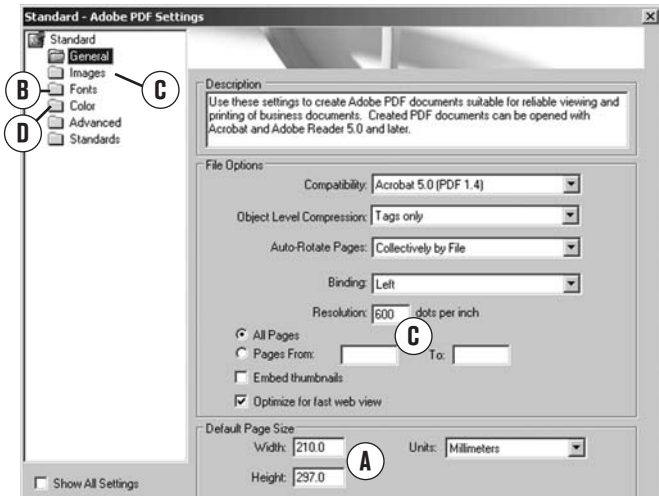 Standard - Adobe PDF Settings
Standard
General
Images
C
B
Fonts
D
Color
Advanced
Standards
Show All Settings
Description
Use these settings to create Adobe PDF documents suitable for reliable viewing and
printing of business documents. Created PDF documents can be opened with
Acrobat and Adobe Reader 5.0 and later.
File Options
Compatibility: Acrobat 5.0 (PDF 1.4)
Object Level Compression: Tags only
Auto-Rotate Pages: Collectively by File
Binding: Left
Resolution: 600 dots per inch
C
All Pages
Pages From: To:
Embed thumbnails
Optimize for fast web view
Default Page Size
Width: 210.0 Units: Millimeters
A
Height: 297.0